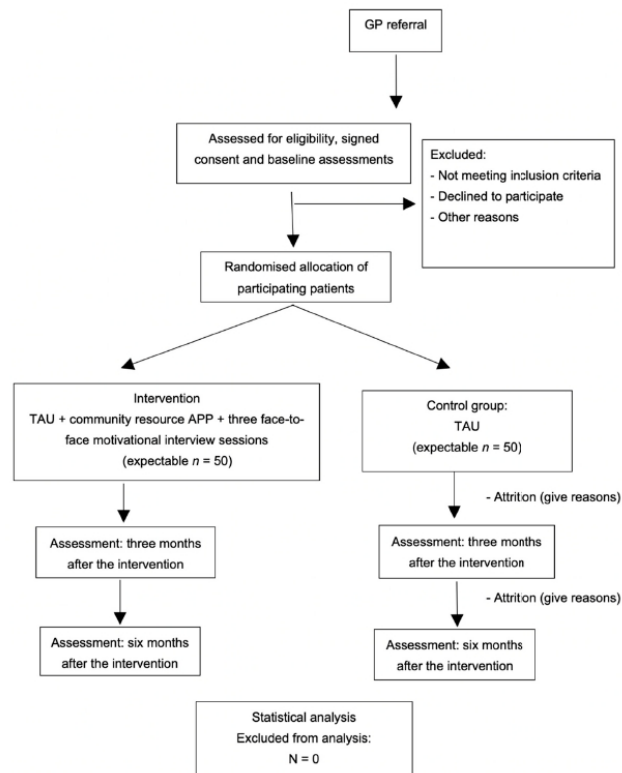 GP referral
Assessed for eligibility, signed
consent and baseline assessments
Excluded:
- Not meeting inclusion criteria
- Declined to participate
- Other reasons
Randomised allocation of
participating patients
Intervention
TAU + community resource APP + three face-to-
face motivational interview sessions
(expectable n = 50)
Control group:
TAU
(expectable n = 50)
- Attrition (give reasons)
Assessment: three months
after the intervention
Assessment: three months
after the intervention
- Attrition (give reasons)
Assessment: six months
after the intervention
Assessment: six months
after the intervention
Statistical analysis
Excluded from analysis:
N = 0